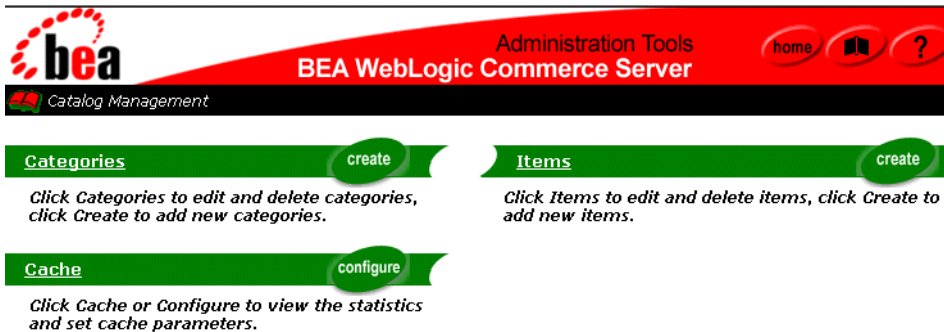 bea
Administration Tools
BEA WebLogic Commerce Server
home
?
Catalog Management
Categories
create
Click Categories to edit and delete categories,
click Create to add new categories.
Items
create
Click Items to edit and delete items, click Create to
add new items.
Cache
configure
Click Cache or Configure to view the statistics
and set cache parameters.